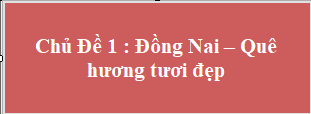 Chủ Đề 1 : Đồng Nai – Quê
hương tươi đẹp